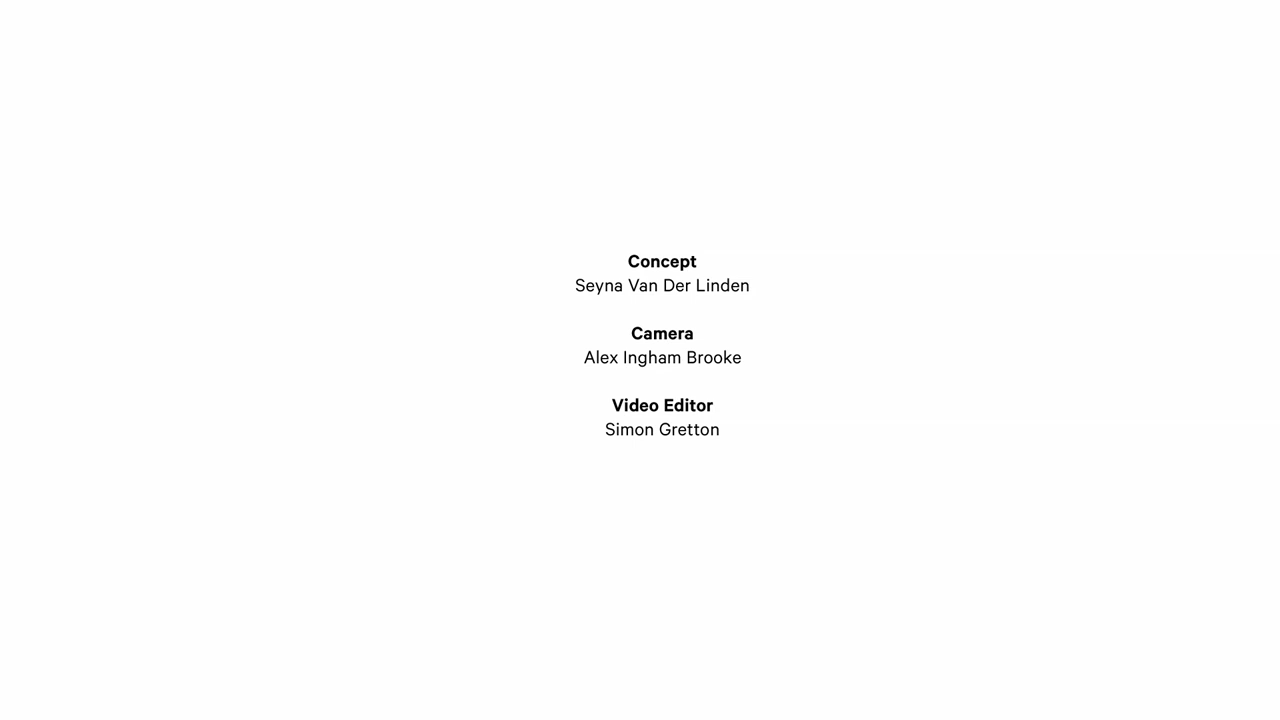 Concept
Seyna Van Der Linden
Camera
Alex Ingham Brooke
Video Editor
Simon Gretton